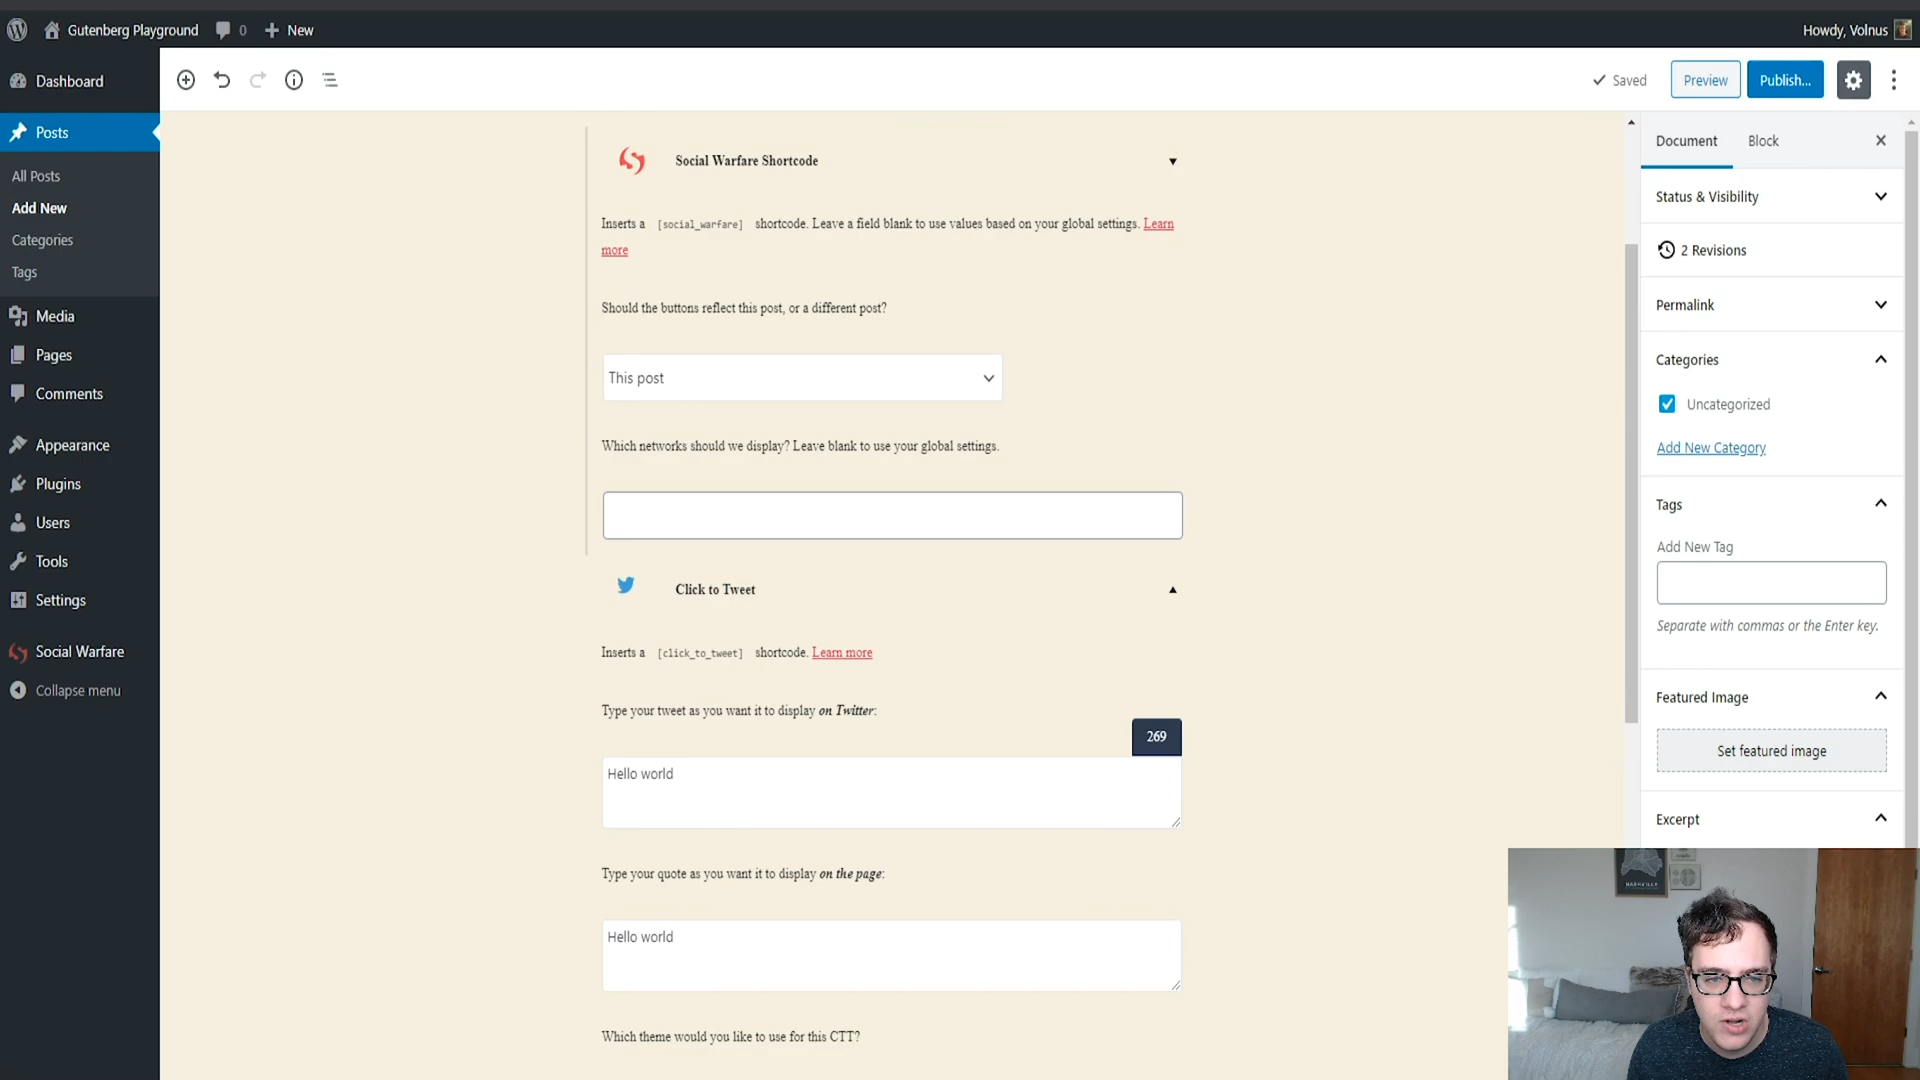 Gutenberg Playground
0
New
Howdy, Volnus
Dashboard
Posts
All Posts
Add New
Categories
Tags
Media
Pages
Comments
Appearance
Plugins
Users
Tools
Settings
Social Warfare
Collapse menu
Saved
Preview
Publish...
Social Warfare Shortcode
Inserts a [social_warfare] shortcode. Leave a field blank to use values based on your global settings. Learn
more
Should the buttons reflect this post, or a different post?
This post
Which networks should we display? Leave blank to use your global settings.
Click to Tweet
Inserts a [click_to_tweet] shortcode. Learn more
Type your tweet as you want it to display on Twitter:
269
Hello world
Type your quote as you want it to display on the page:
Hello world
Which theme would you like to use for this CTT?
Document
Block
Status & Visibility
2 Revisions
Permalink
Categories
Uncategorized
Add New Category
Tags
Add New Tag
Separate with commas or the Enter key.
Featured Image
Set featured image
Excerpt
NASHVILLE